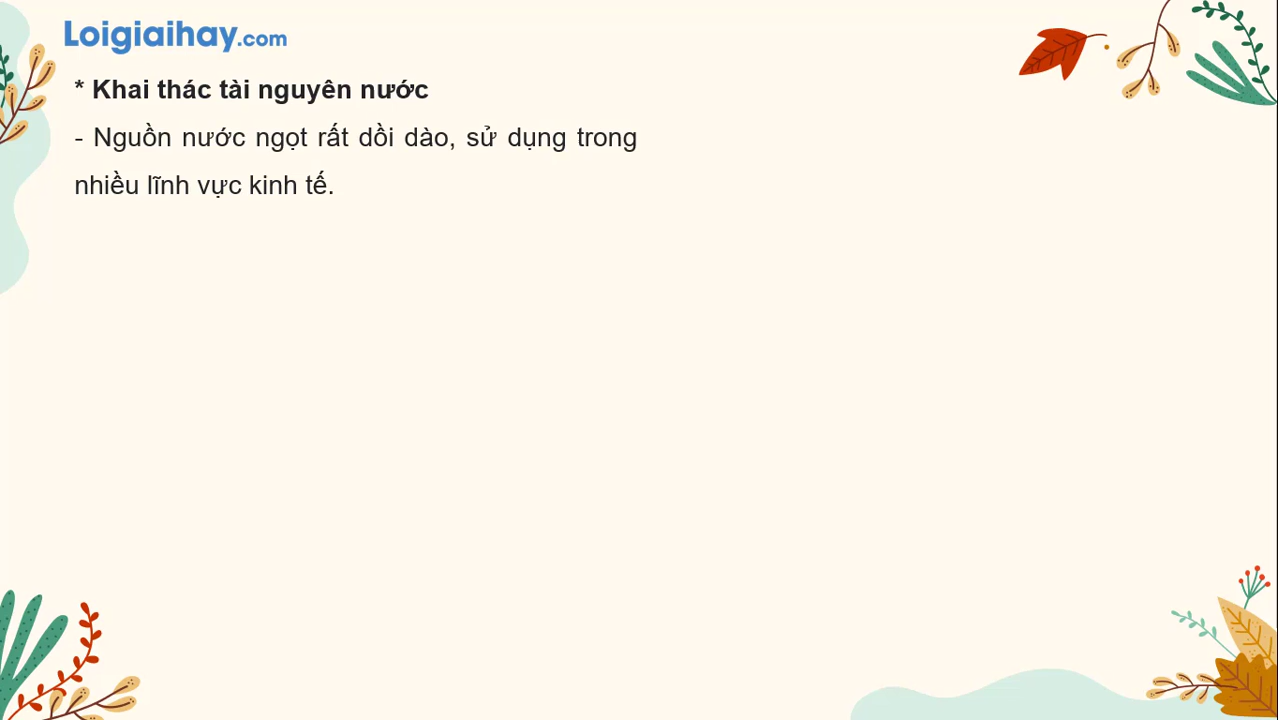 Loigiaihay.com
* Khai thác tài nguyên nước
- Nguồn nước ngọt rất dồi dào, sử dụng trong
nhiều lĩnh vực kinh tế.